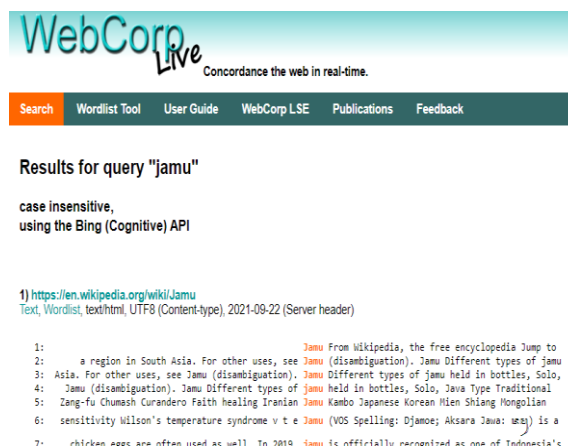 WebCorp
Live
Concordance the web in real-time.
Search Wordlist Tool User Guide WebCorp LSE Publications Feedback
Results for query "jamu"
case insensitive,
using the Bing (Cognitive) API
1) https://en.wikipedia.org/wiki/Jamu
Text, Wordlist, text/html, UTF8 (Content-type), 2021-09-22 (Server header)
1: Jamu From Wikipedia, the free encyclopedia Jump to
2: a region in South Asia. For other uses, see Jamu (disambiguation). Jamu Different types of jamu
3: Asia. For other uses, see Jamu (disambiguation). Jamu Different types of jamu held in bottles, Solo,
4: Jamu (disambiguation). Jamu Different types of jamu held in bottles, Solo, Java Type Traditional
5: Zang-fu Chumash Curandero Faith healing Iranian Jamu Kambo Japanese Korean Mien Shiang Mongolian
6: sensitivity Wilson's temperature syndrome v t e Jamu (VOS Spelling: Djamoe; Aksara Jawa: ) is a
7: chicken eggs are often used as well. In 2019, jamu is officially recognized as one of Indonesia's